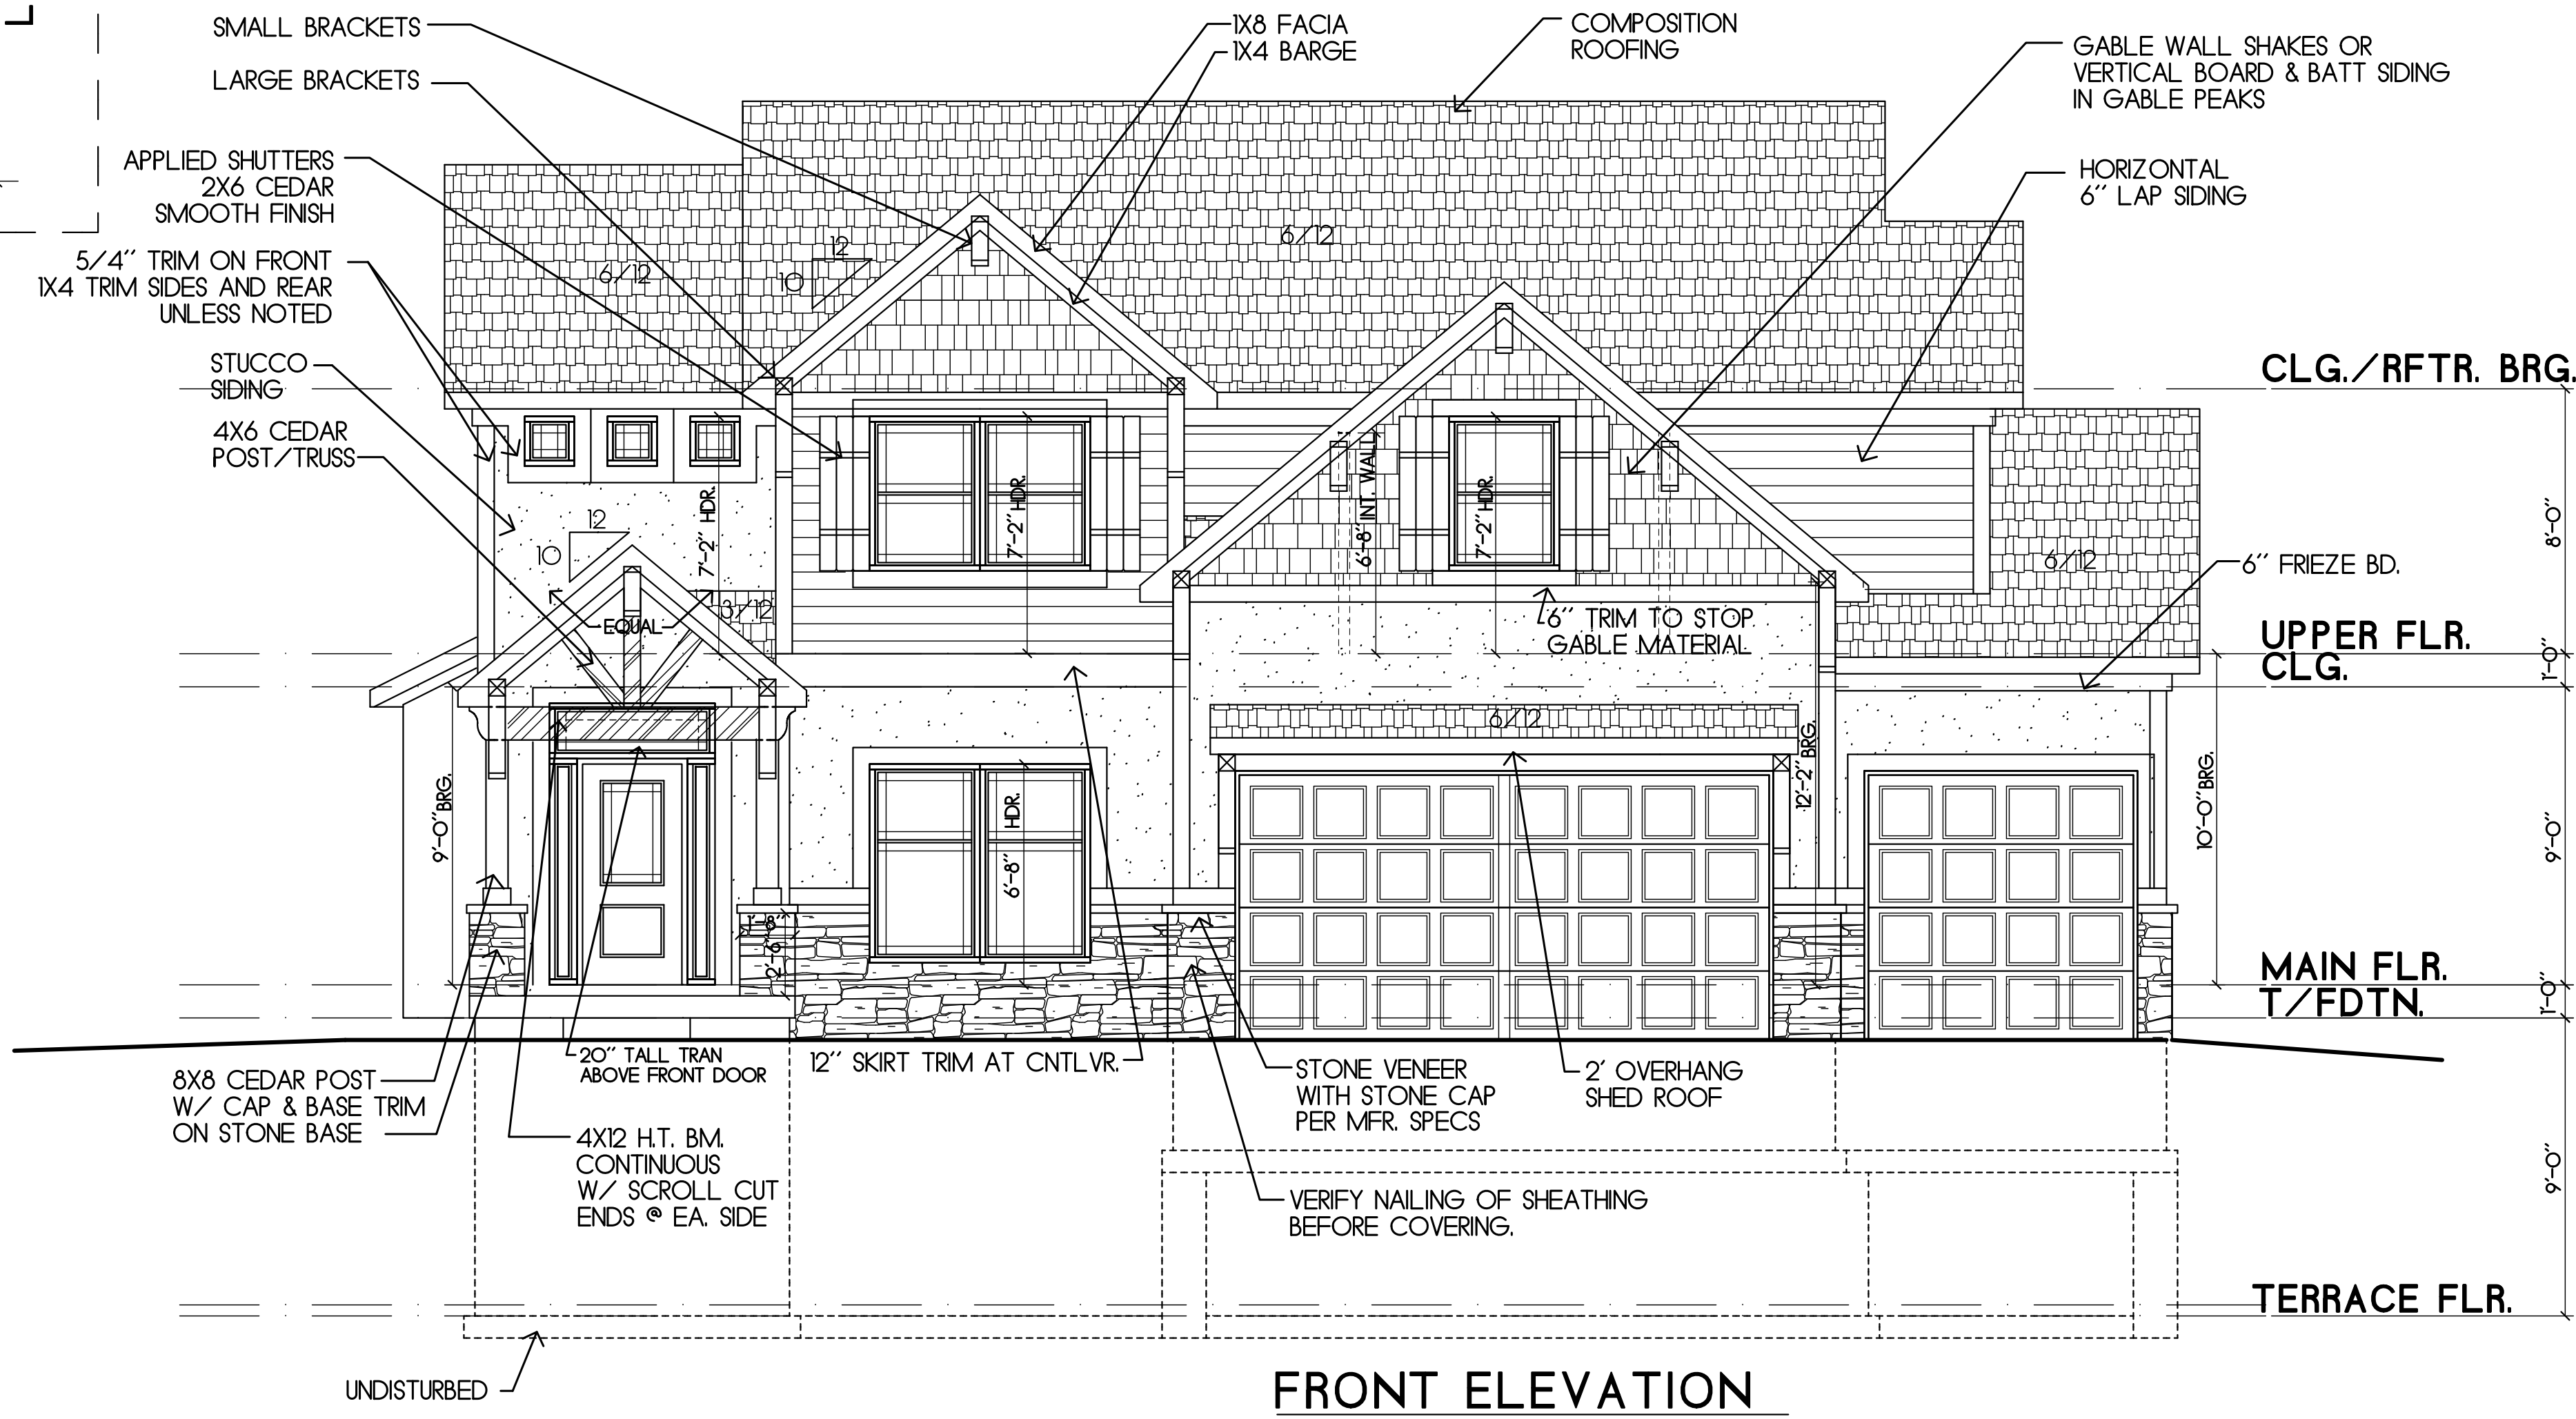 SMALL BRACKETS
LARGE BRACKETS
APPLIED SHUTTERS
2X6 CEDAR
SMOOTH FINISH
5/4" TRIM ON FRONT
1X4 TRIM SIDES AND REAR
UNLESS NOTED
STUCCO
SIDING
4X6 CEDAR
POST/TRUSS
1X8 FACIA
1X4 BARGE
COMPOSITION
ROOFING
GABLE WALL SHAKES OR
VERTICAL BOARD & BATT SIDING
IN GABLE PEAKS
HORIZONTAL
6" LAP SIDING
6/12
12
10
6/12
CLG./RFTR. BRG.
7'-2" HDR.
7'-2" HDR.
6'-8" INT. WALL
7'-2" HDR.
8'-0"
12
10
3/12
EQUAL
6/12
6" FRIEZE BD.
6" TRIM TO STOP
GABLE MATERIAL
UPPER FLR.
CLG.
1'-0"
6/12
9'-0" BRG.
HDR.
6'-8"
12'-2" BRG.
10'-0" BRG.
9'-0"
1'-8"
2'-6"
MAIN FLR.
T/FDTN.
1'-0"
20" TALL TRAN
ABOVE FRONT DOOR
12" SKIRT TRIM AT CNTLVR.
STONE VENEER
WITH STONE CAP
PER MFR. SPECS
2' OVERHANG
SHED ROOF
8X8 CEDAR POST
W/ CAP & BASE TRIM
ON STONE BASE
4X12 H.T. BM.
CONTINUOUS
W/ SCROLL CUT
ENDS @ EA. SIDE
VERIFY NAILING OF SHEATHING
BEFORE COVERING.
9'-0"
TERRACE FLR.
UNDISTURBED
FRONT ELEVATION